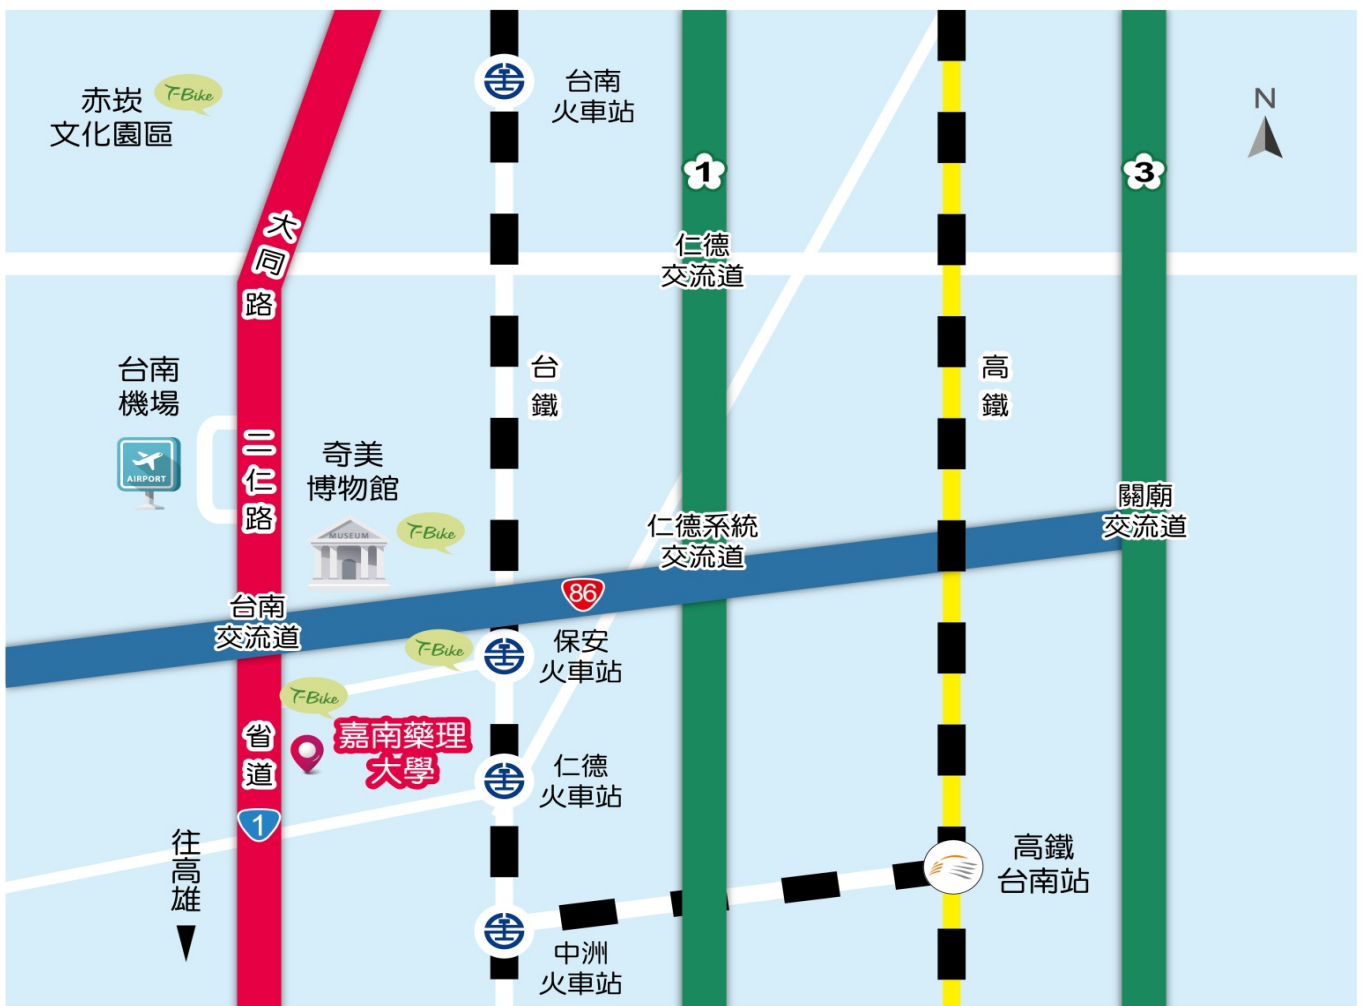 赤崁
文化園區
T-Bike
台南
火車站
N
1
3
大同路
仁德
交流道
台南
機場
AIRPORT
二仁路
奇美
博物館
MUSEUM
T-Bike
台鐵
高鐵
關廟
交流道
仁德系統
交流道
86
台南
交流道
T-Bike
保安
火車站
T-Bike
嘉南藥理
大學
省道
1
仁德
火車站
往高雄
高鐵
台南站
中洲
火車站